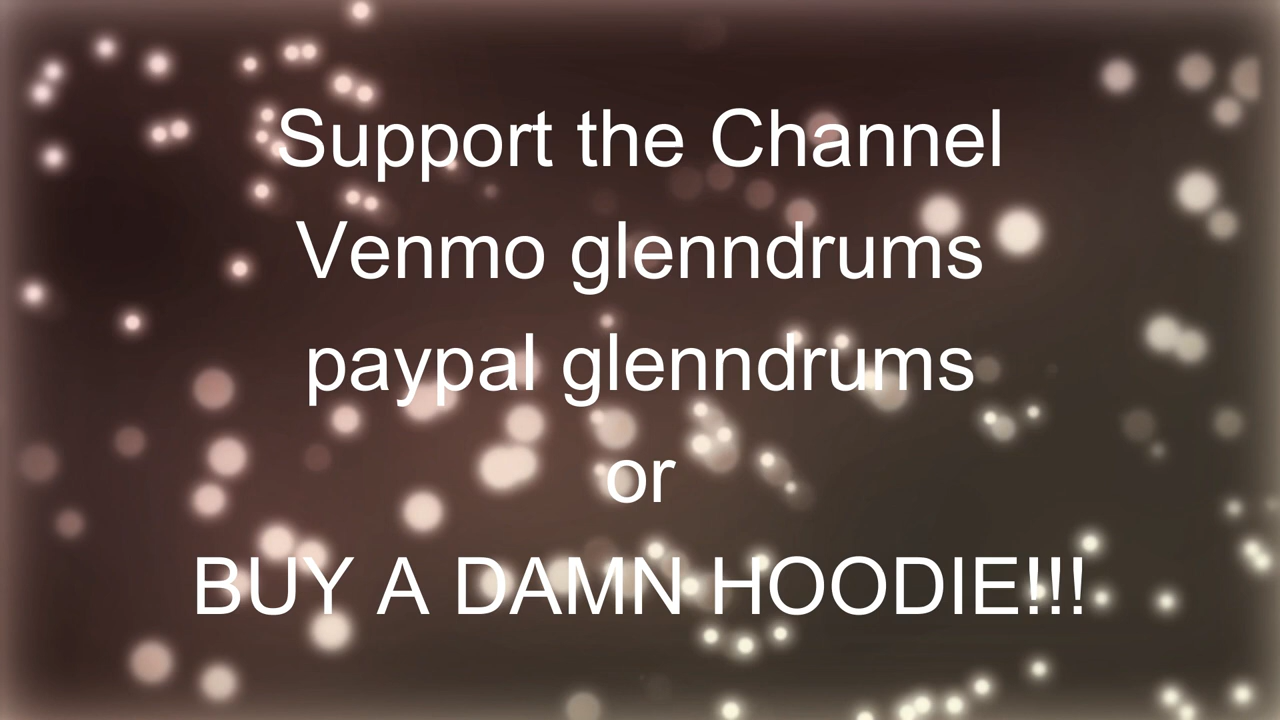 Support the Channel
Venmo glenndrums
paypal glenndrums
or
BUY A DAMN HOODIE!!!